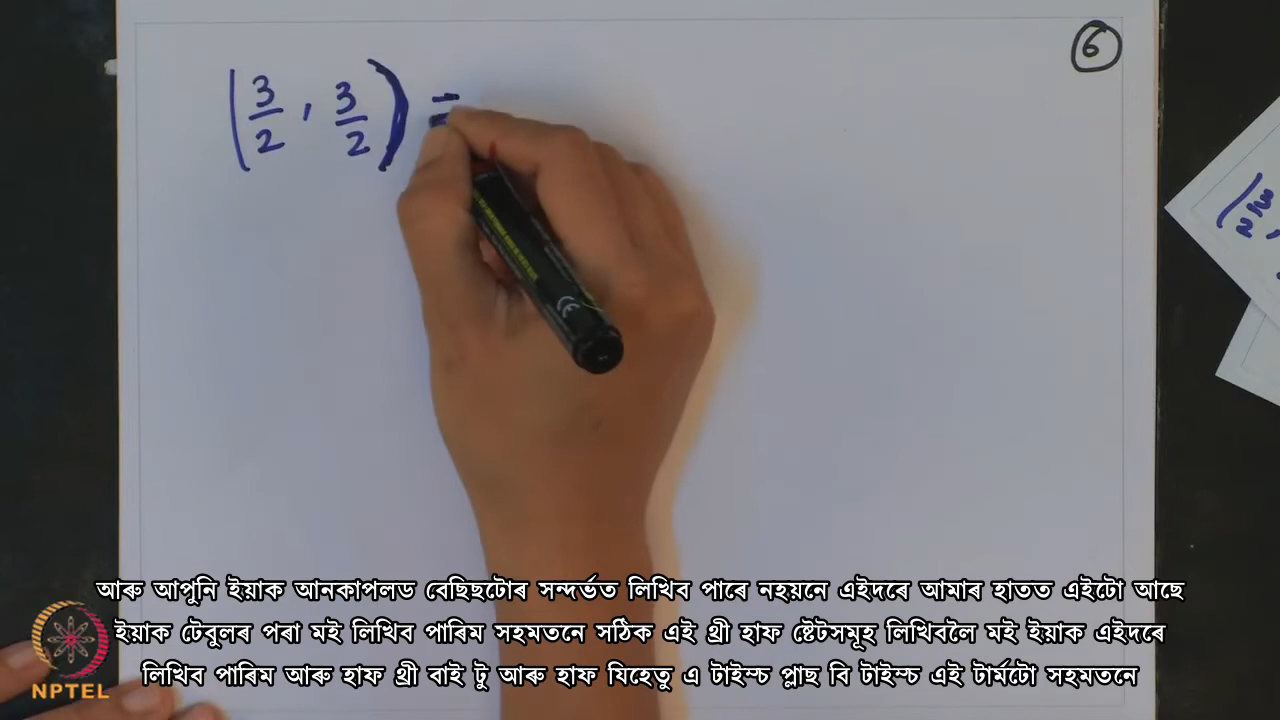 6
(3/2, 3/2) =
(3/2,
আৰু আপুনি ইয়াক আনকাপলড বেছিছটোৰ সন্দৰ্ভত লিখিব পাৰে নহয়নে এইদৰে আমাৰ হাতত এইটো আছে
ইয়াক টেবুলৰ পৰা মই লিখিব পাৰিম সহমতনে সঠিক এই থ্ৰী হাফ ষ্টেটসমূহ লিখিবলৈ মই ইয়াক এইদৰে
লিখিব পাৰিম আৰু হাফ থ্ৰী বাই টু আৰু হাফ যিহেতু এ টাইম্চ প্লাছ বি টাইম্চ এই টাৰ্মটো সহমতনে
NPTEL